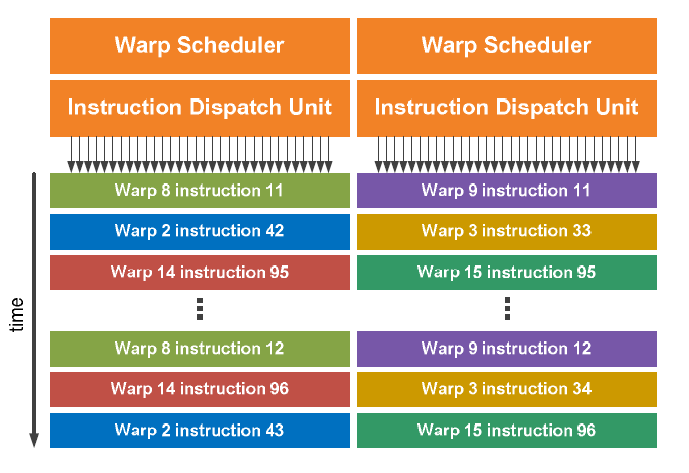 Warp Scheduler
Warp Scheduler
Instruction Dispatch Unit
Instruction Dispatch Unit
time
Warp 8 instruction 11
Warp 9 instruction 11
Warp 2 instruction 42
Warp 3 instruction 33
Warp 14 instruction 95
Warp 15 instruction 95
Warp 8 instruction 12
Warp 9 instruction 12
Warp 14 instruction 96
Warp 3 instruction 34
Warp 2 instruction 43
Warp 15 instruction 96